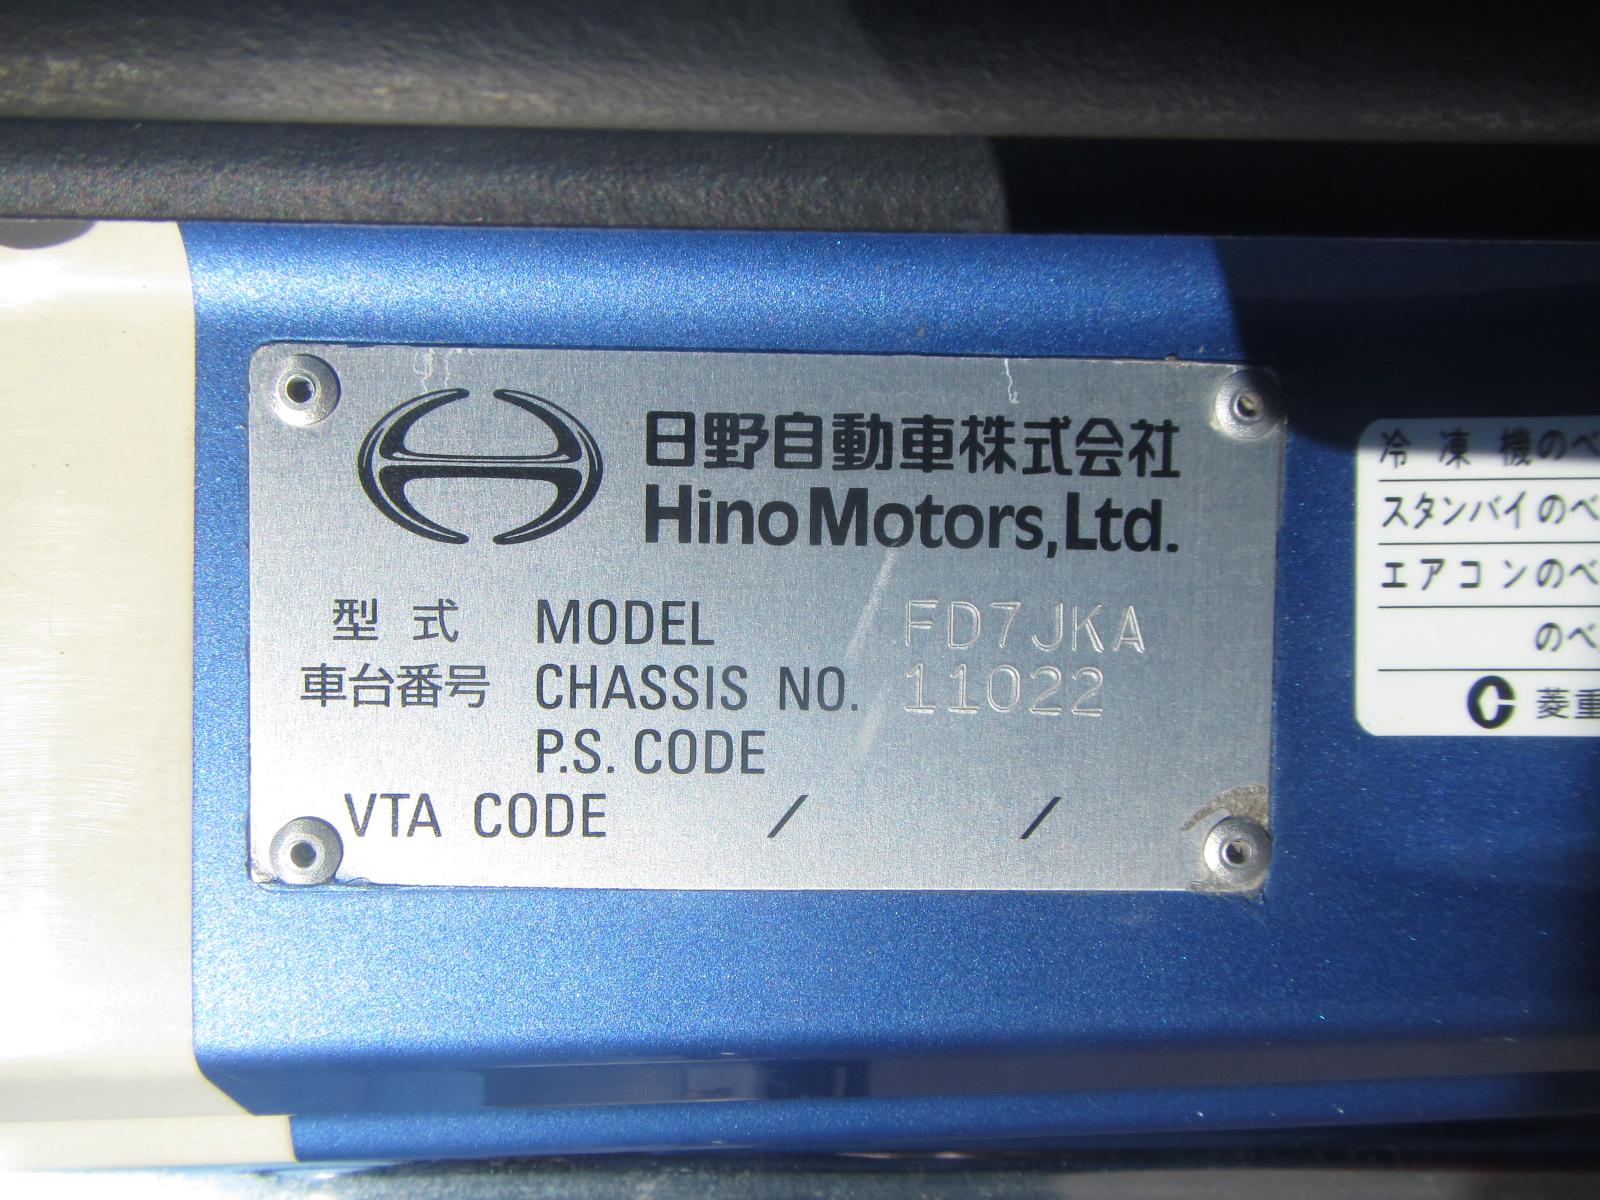 日野自動車株式会社
Hino Motors, Ltd.
型式 MODEL FD7JKA
車台番号 CHASSIS NO. 11022
P.S. CODE
VTA CODE / /
冷凍機のベ
スタンバイのベ
エアコンのベ
のベ
菱重